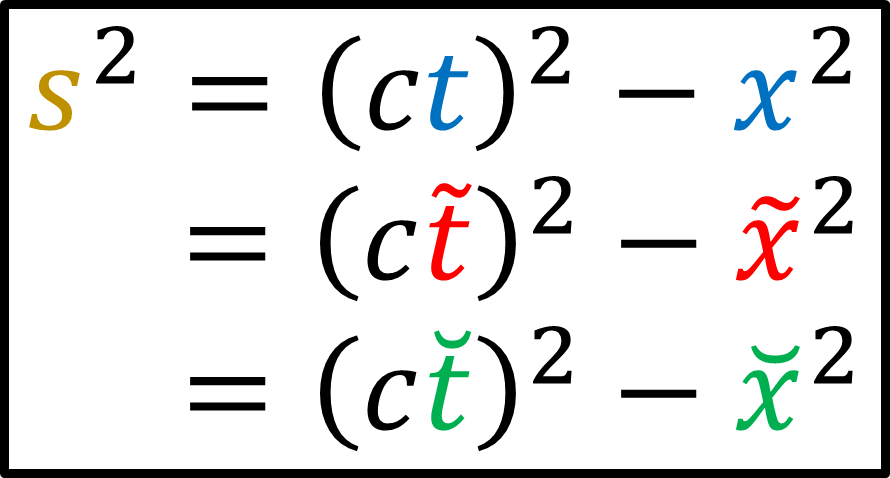 s² = (ct)² − x²
= (ct̃)² − x̃²
= (ct̆)² − x̆²